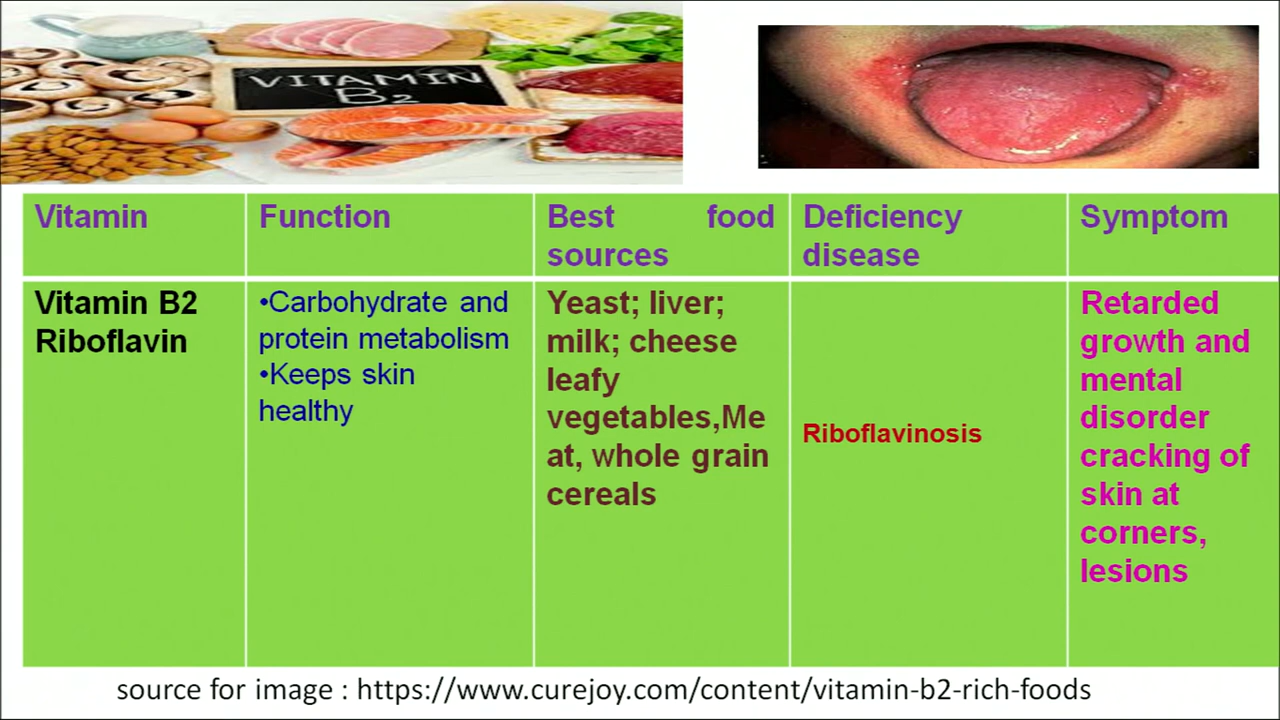 VITAMIN
B2
Vitamin
Function
Best food
sources
Deficiency
disease
Symptom
Vitamin B2
Riboflavin
•Carbohydrate and
protein metabolism
•Keeps skin
healthy
Yeast; liver;
milk; cheese
leafy
vegetables,Me
at, whole grain
cereals
Riboflavinosis
Retarded
growth and
mental
disorder
cracking of
skin at
corners,
lesions
source for image : https://www.curejoy.com/content/vitamin-b2-rich-foods